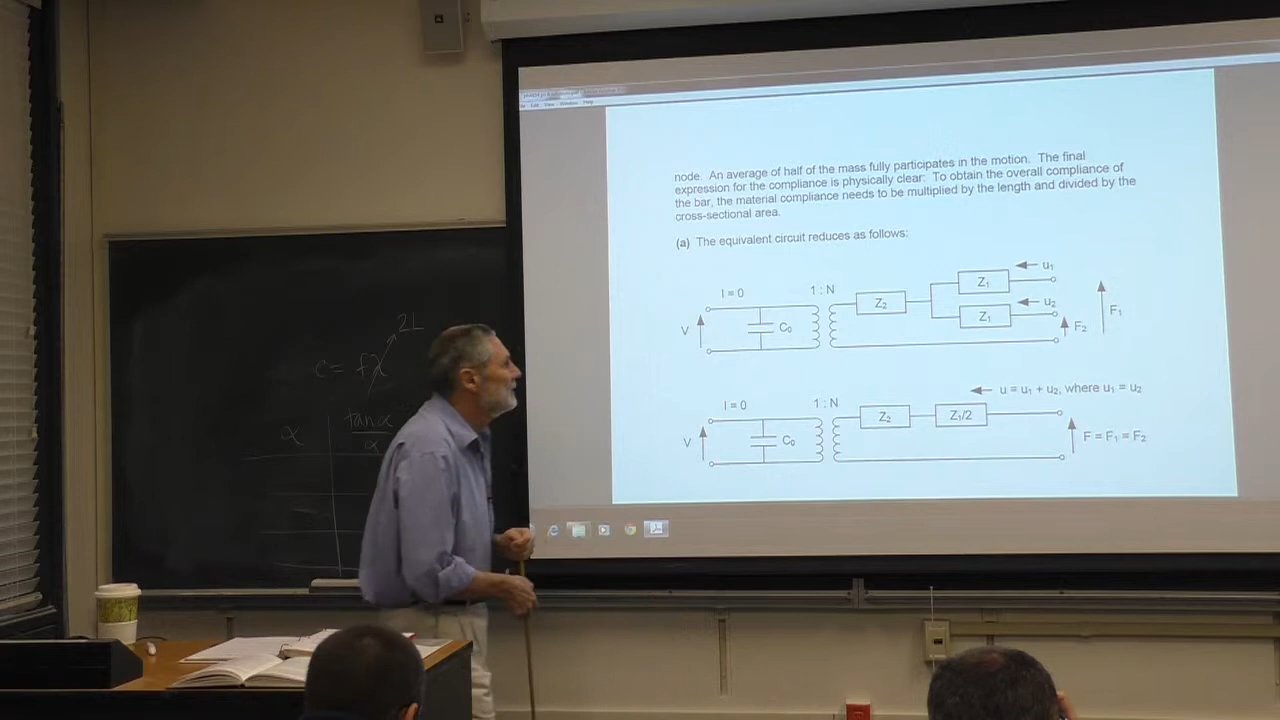 Window Help
node. An average of half of the mass fully participates in the motion. The final
expression for the compliance is physically clear: To obtain the overall compliance of
the bar, the material compliance needs to be multiplied by the length and divided by the
cross-sectional area.
(a) The equivalent circuit reduces as follows:
I = 0
1 : N
Z₂
Z₁
u₁
Z₁
u₂
V
C₀
F₂
F₁
u = u₁ + u₂, where u₁ = u₂
I = 0
1 : N
Z₂
Z₁/2
V
C₀
F = F₁ = F₂
2L
c = fλ
α
tan α
α